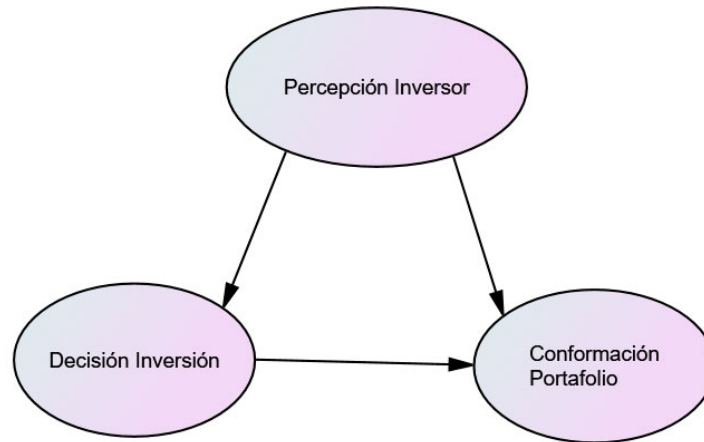 Percepción Inversor
Decisión Inversión
Conformación
Portafolio